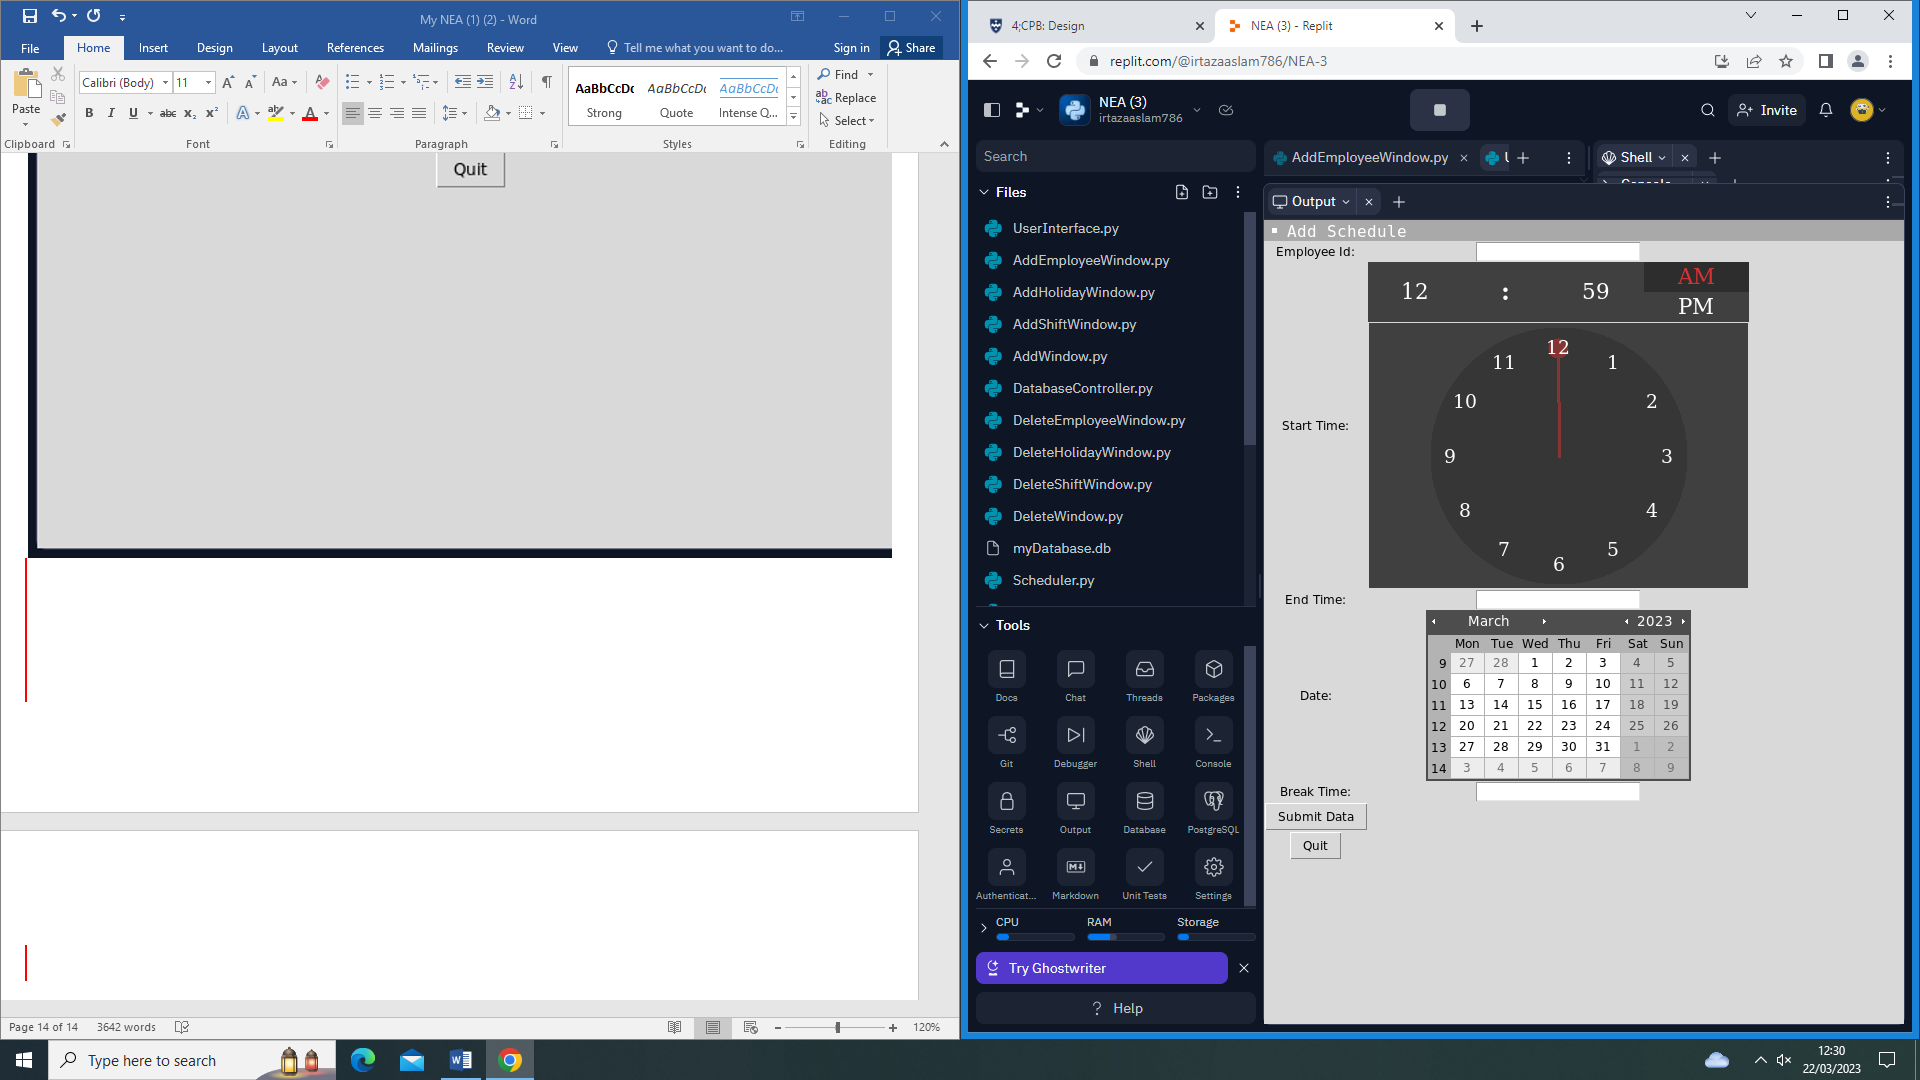 My NEA (1) (2) - Word
File Home Insert Design Layout References Mailings Review View Tell me what you want to do... Sign in Share
Paste
Calibri (Body) 11
Aa
B I U abc x₂ x² A ab A
AaBbCcDc AaBbCcDc AaBbCcDc
Strong Quote Intense Q...
Find
Replace
Select
Clipboard Font Paragraph Styles Editing
Quit
Page 14 of 14 3642 words 120%
4;CPB: Design
NEA (3) - Replit
replit.com/@irtazaaslam786/NEA-3
NEA (3)
irtazaaslam786
Invite
Search
Files
UserInterface.py
AddEmployeeWindow.py
AddHolidayWindow.py
AddShiftWindow.py
AddWindow.py
DatabaseController.py
DeleteEmployeeWindow.py
DeleteHolidayWindow.py
DeleteShiftWindow.py
DeleteWindow.py
myDatabase.db
Scheduler.py
Tools
Docs Chat Threads Packages
Git Debugger Shell Console
Secrets Output Database PostgreSQL
Authenticat... Markdown Unit Tests Settings
CPU RAM Storage
Try Ghostwriter
? Help
AddEmployeeWindow.py
Shell
Output
Add Schedule
Employee Id:
12 : 59 AM
PM
Start Time:
12
1
2
3
4
5
6
7
8
9
10
11
End Time:
March 2023
Mon Tue Wed Thu Fri Sat Sun
9 27 28 1 2 3 4 5
10 6 7 8 9 10 11 12
11 13 14 15 16 17 18 19
12 20 21 22 23 24 25 26
13 27 28 29 30 31 1 2
14 3 4 5 6 7 8 9
Date:
Break Time:
Submit Data
Quit
Type here to search
12:30
22/03/2023